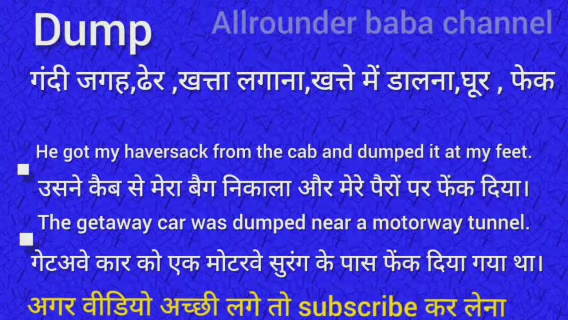 Dump
Allrounder baba channel
गंदी जगह,ढेर ,खत्ता लगाना,खत्ते में डालना,घूर , फेक
He got my haversack from the cab and dumped it at my feet.
उसने कैब से मेरा बैग निकाला और मेरे पैरों पर फेंक दिया।
The getaway car was dumped near a motorway tunnel.
गेटअवे कार को एक मोटरवे सुरंग के पास फेंक दिया गया था।
अगर वीडियो अच्छी लगे तो subscribe कर लेना